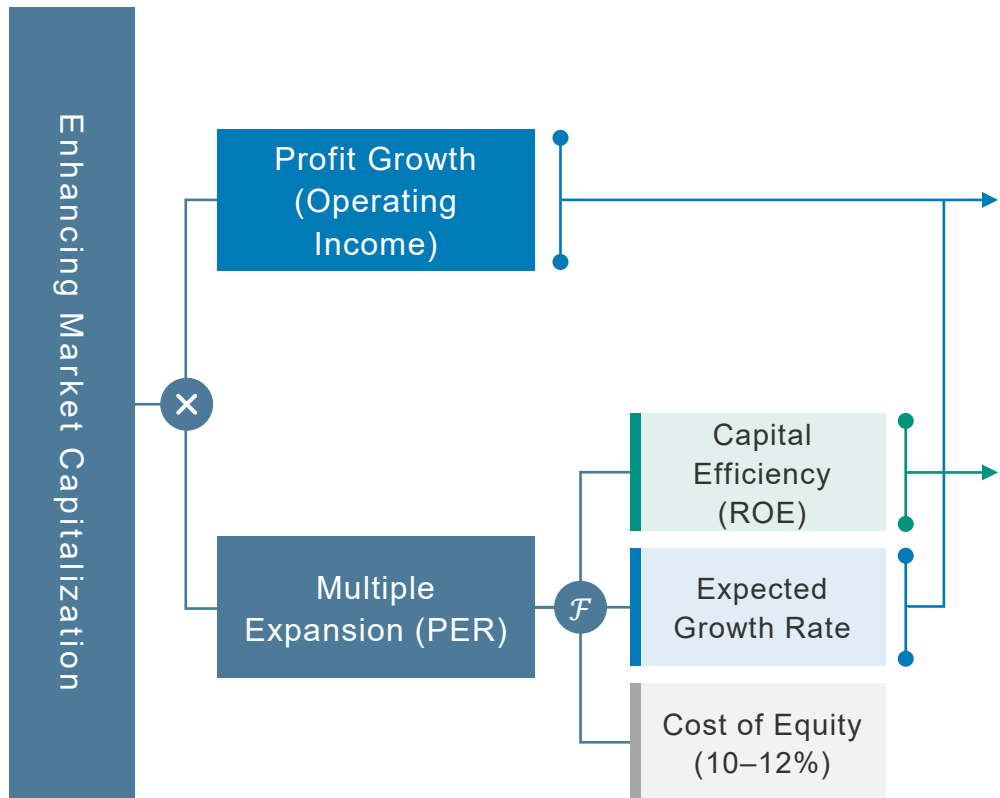 Enhancing Market Capitalization
Profit Growth
(Operating
Income)
Multiple
Expansion (PER)
ℱ
Capital
Efficiency
(ROE)
Expected
Growth Rate
Cost of Equity
(10–12%)